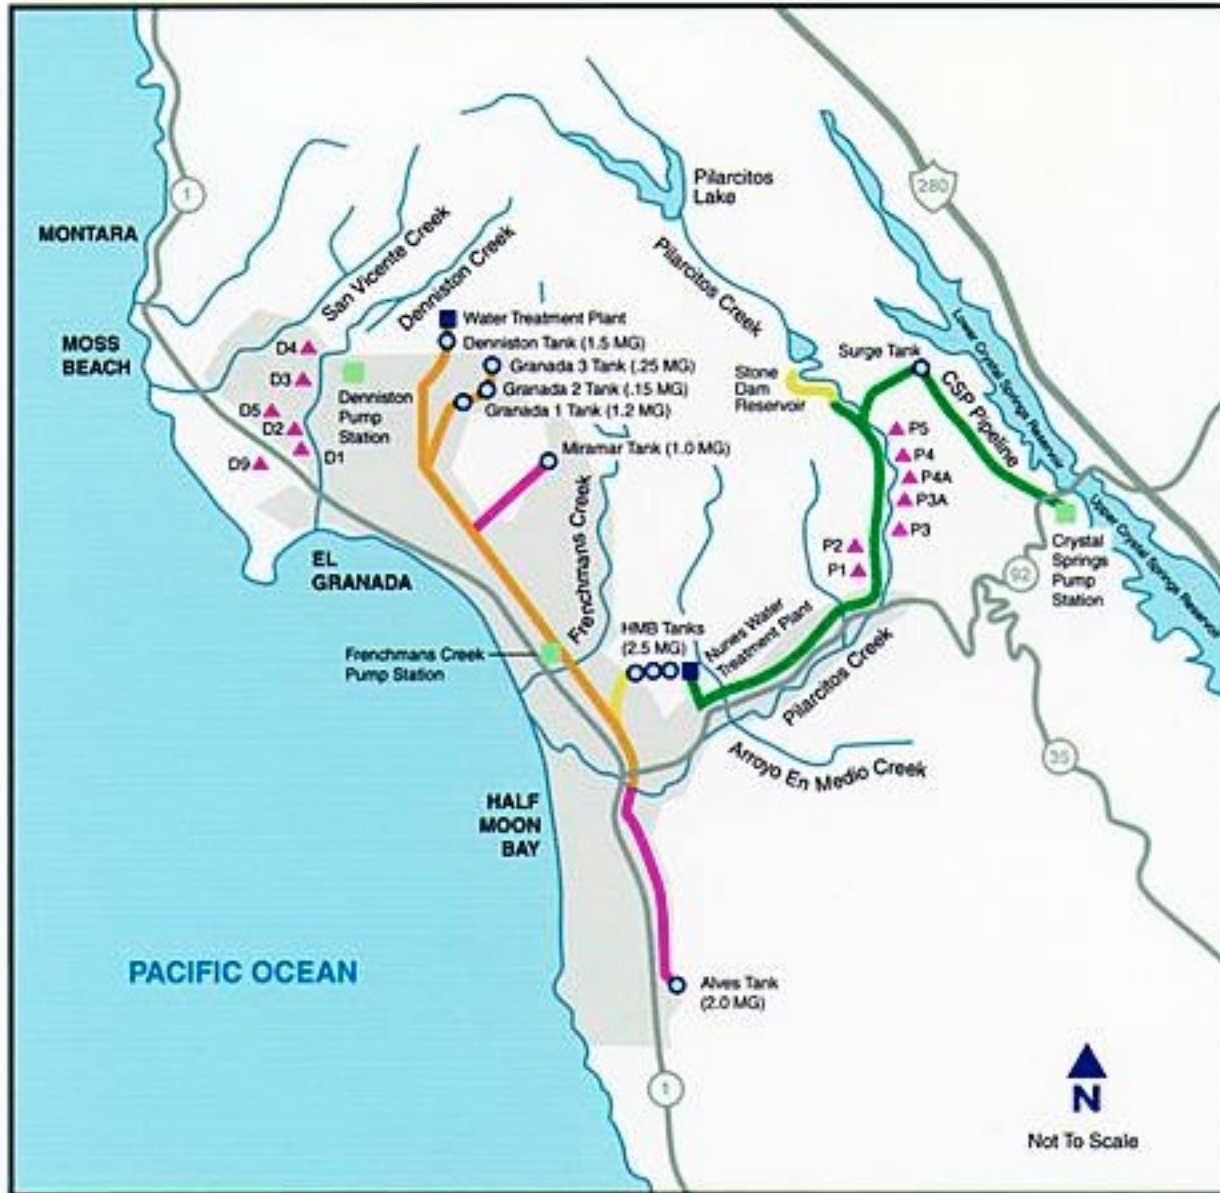 280
1
Pilarcitos
Lake
MONTARA
San Vicente Creek
Denniston Creek
Pilarcitos Creek
Water Treatment Plant
Denniston Tank (1.5 MG)
MOSS
BEACH
D4
D3
D5
D2
D1
D9
Denniston
Pump
Station
Granada 3 Tank (.25 MG)
Granada 2 Tank (.15 MG)
Granada 1 Tank (1.2 MG)
Miramar Tank (1.0 MG)
Stone
Dam
Reservoir
Surge Tank
CSP Pipeline
Lower Crystal Springs Reservoir
Upper Crystal Springs Reservoir
P5
P4
P4A
P3A
P3
P2
P1
Crystal
Springs
Pump
Station
92
EL
GRANADA
Frenchmans Creek
Frenchmans Creek
Pump Station
HMB Tanks
(2.5 MG)
Nunes Water
Treatment Plant
Pilarcitos Creek
Arroyo En Medio Creek
35
HALF
MOON
BAY
PACIFIC OCEAN
Alves Tank
(2.0 MG)
1
N
Not To Scale